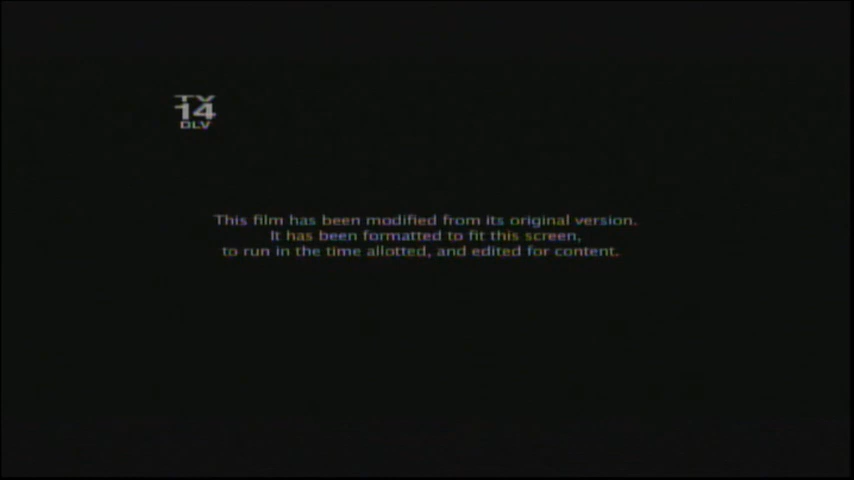 TV
14
DLV
This film has been modified from its original version.
It has been formatted to fit this screen,
to run in the time allotted, and edited for content.